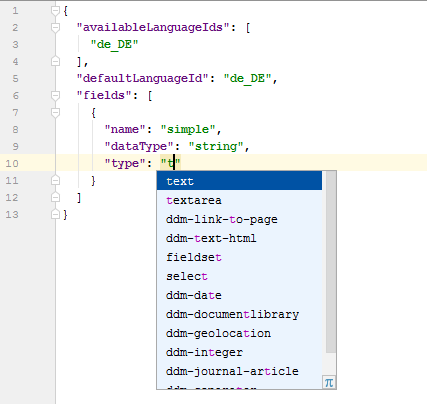 1 {
2 "availableLanguageIds": [
3 "de_DE"
4 ],
5 "defaultLanguageId": "de_DE",
6 "fields": [
7 {
8 "name": "simple",
9 "dataType": "string",
10 "type": "t"
11 }
12 ]
13 }
text
textarea
ddm-link-to-page
ddm-text-html
fieldset
select
ddm-date
ddm-documentlibrary
ddm-geolocation
ddm-integer
ddm-journal-article
π